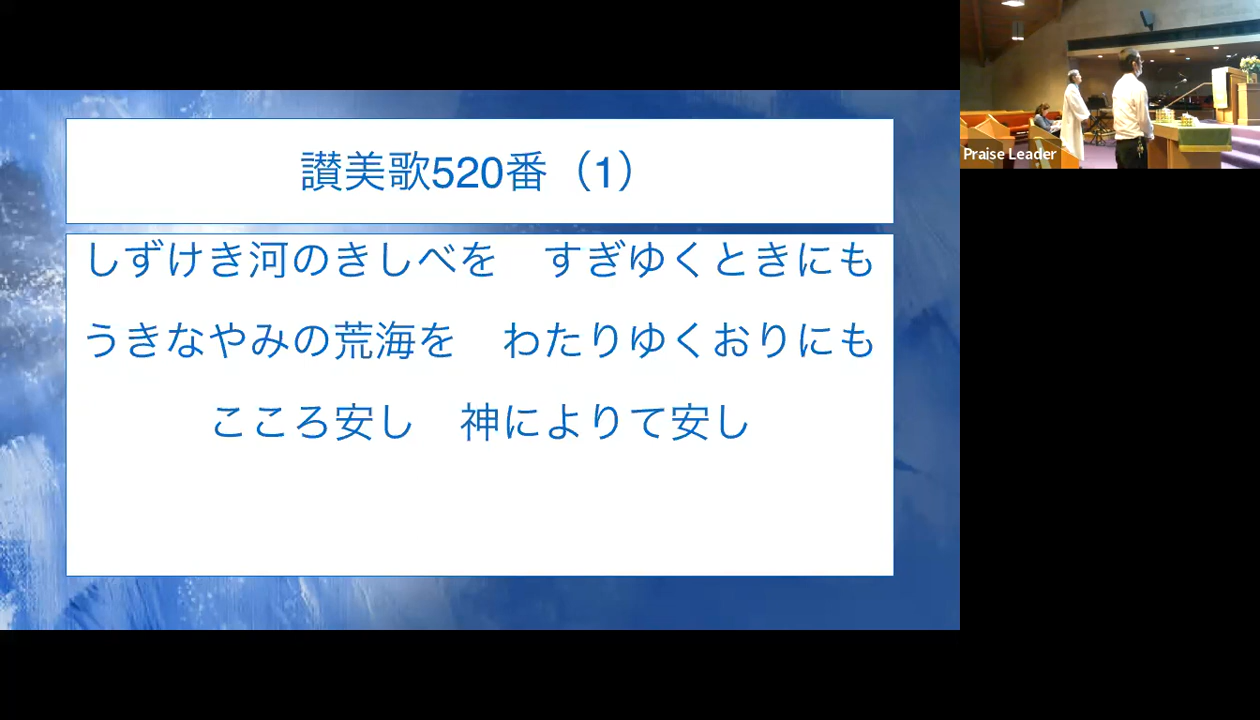 讃美歌520番（1）
しずけき河のきしべを　すぎゆくときにも
うきなやみの荒海を　わたりゆくおりにも
こころ安し　神によりて安し
Praise Leader